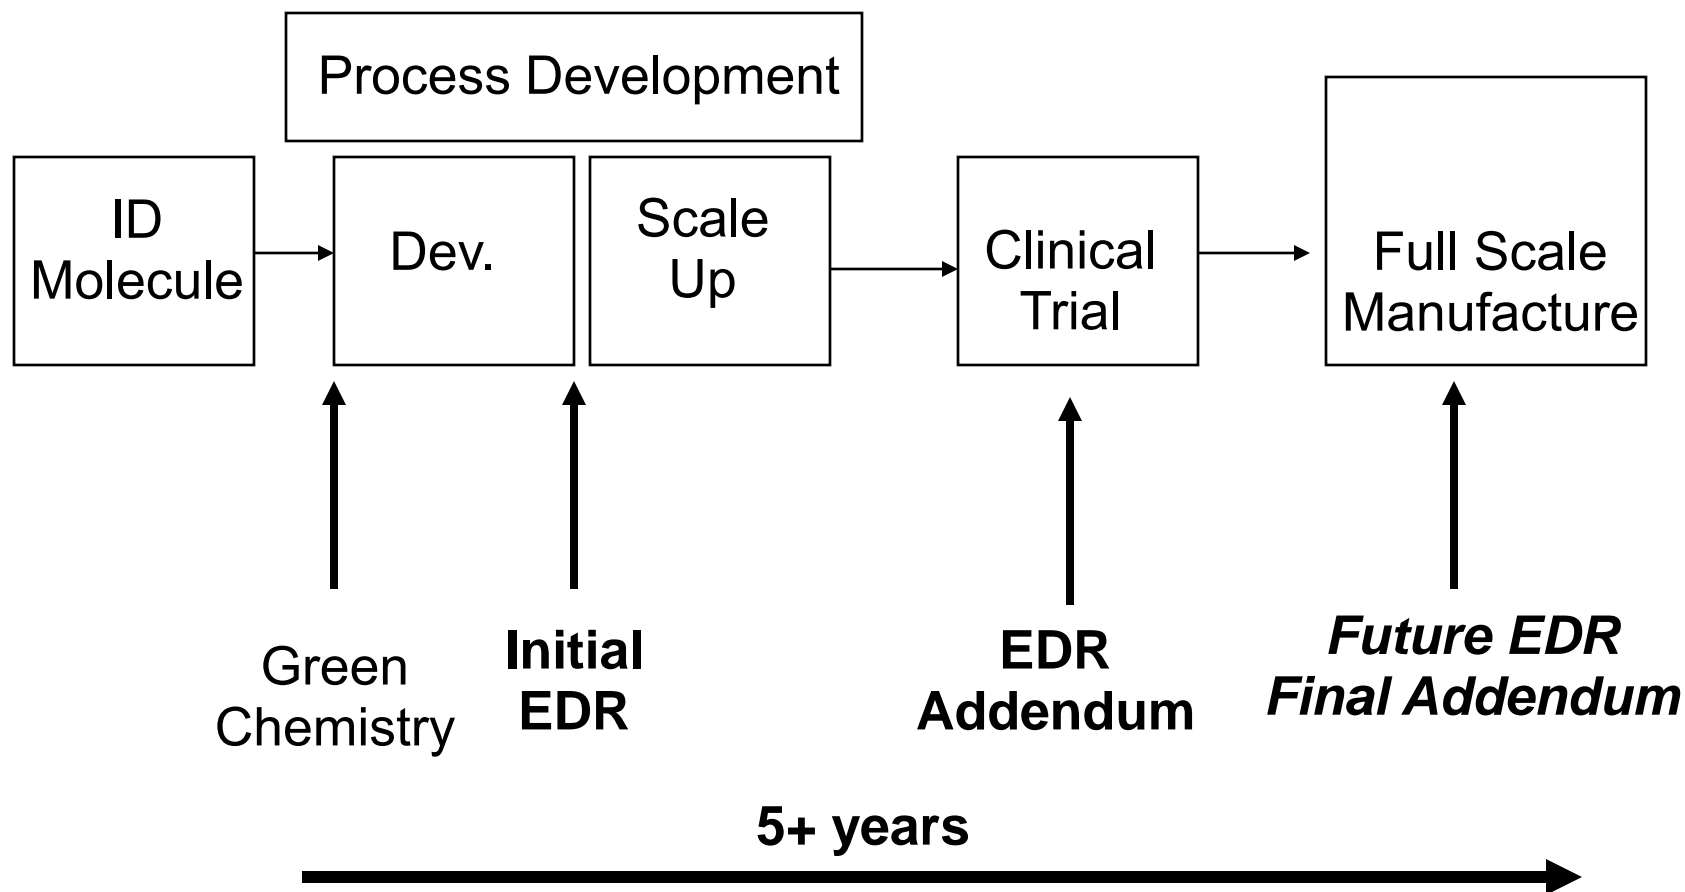 Process Development
ID
Molecule
Dev.
Scale
Up
Clinical
Trial
Full Scale
Manufacture
Green
Chemistry
Initial
EDR
EDR
Addendum
Future EDR
Final Addendum
5+ years